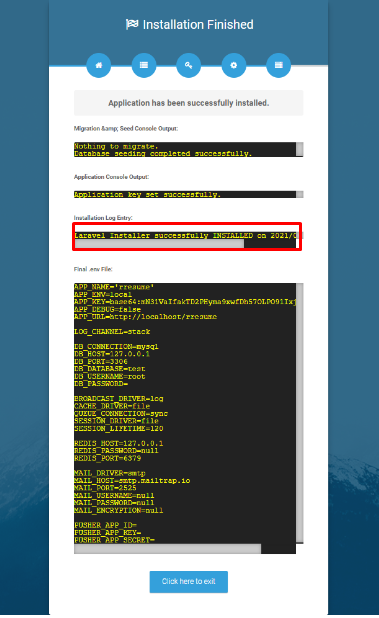 Installation Finished
Application has been successfully installed.
Migration &amp; Seed Console Output:
Nothing to migrate.
Database seeding completed successfully.
Application Console Output:
Application key set successfully.
Installation Log Entry:
Laravel Installer successfully INSTALLED on 2021/0
Final .env File:
APP_NAME='rresume'
APP_ENV=local
APP_DEBUG=false
APP_URL=http://localhost/rresume
LOG_CHANNEL=stack
DB_CONNECTION=mysql
DB_HOST=127.0.0.1
DB_PORT=3306
DB_DATABASE=test
DB_USERNAME=root
DB_PASSWORD=
BROADCAST_DRIVER=log
CACHE_DRIVER=file
QUEUE_CONNECTION=sync
SESSION_DRIVER=file
SESSION_LIFETIME=120
REDIS_HOST=127.0.0.1
REDIS_PASSWORD=null
REDIS_PORT=6379
MAIL_DRIVER=smtp
MAIL_HOST=smtp.mailtrap.io
MAIL_PORT=2525
MAIL_USERNAME=null
MAIL_PASSWORD=null
MAIL_ENCRYPTION=null
PUSHER_APP_ID=
PUSHER_APP_KEY=
PUSHER_APP_SECRET=
Click here to exit